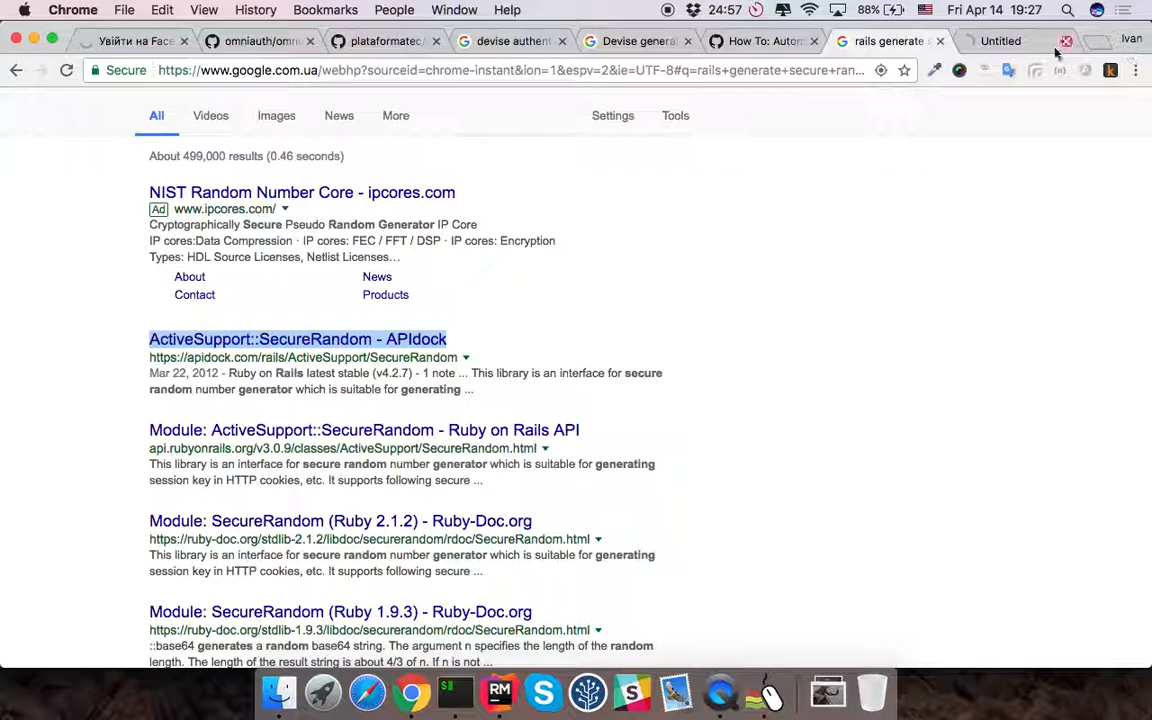 Chrome File Edit View History Bookmarks People Window Help 24:57 88% Fri Apr 14 19:27
Увійти на Face omniauth/omn plataformatec/ devise authent Devise genera How To: Autom rails generate s Untitled Ivan
Secure https://www.google.com.ua/webhp?sourceid=chrome-instant&ion=1&espv=2&ie=UTF-8#q=rails+generate+secure+ran...
All Videos Images News More Settings Tools
About 499,000 results (0.46 seconds)
NIST Random Number Core - ipcores.com
Ad www.ipcores.com/
Cryptographically Secure Pseudo Random Generator IP Core
IP cores:Data Compression · IP cores: FEC / FFT / DSP · IP cores: Encryption
Types: HDL Source Licenses, Netlist Licenses…
About News
Contact Products
ActiveSupport::SecureRandom - APIdock
https://apidock.com/rails/ActiveSupport/SecureRandom
Mar 22, 2012 - Ruby on Rails latest stable (v4.2.7) - 1 note ... This library is an interface for secure
random number generator which is suitable for generating ...
Module: ActiveSupport::SecureRandom - Ruby on Rails API
api.rubyonrails.org/v3.0.9/classes/ActiveSupport/SecureRandom.html
This library is an interface for secure random number generator which is suitable for generating
session key in HTTP cookies, etc. It supports following secure ...
Module: SecureRandom (Ruby 2.1.2) - Ruby-Doc.org
https://ruby-doc.org/stdlib-2.1.2/libdoc/securerandom/rdoc/SecureRandom.html
This library is an interface for secure random number generator which is suitable for generating
session key in HTTP cookies, etc. It supports following secure ...
Module: SecureRandom (Ruby 1.9.3) - Ruby-Doc.org
https://ruby-doc.org/stdlib-1.9.3/libdoc/securerandom/rdoc/SecureRandom.html
::base64 generates a random base64 string. The argument n specifies the length of the random
length. The length of the result string is about 4/3 of n. If n is not ...